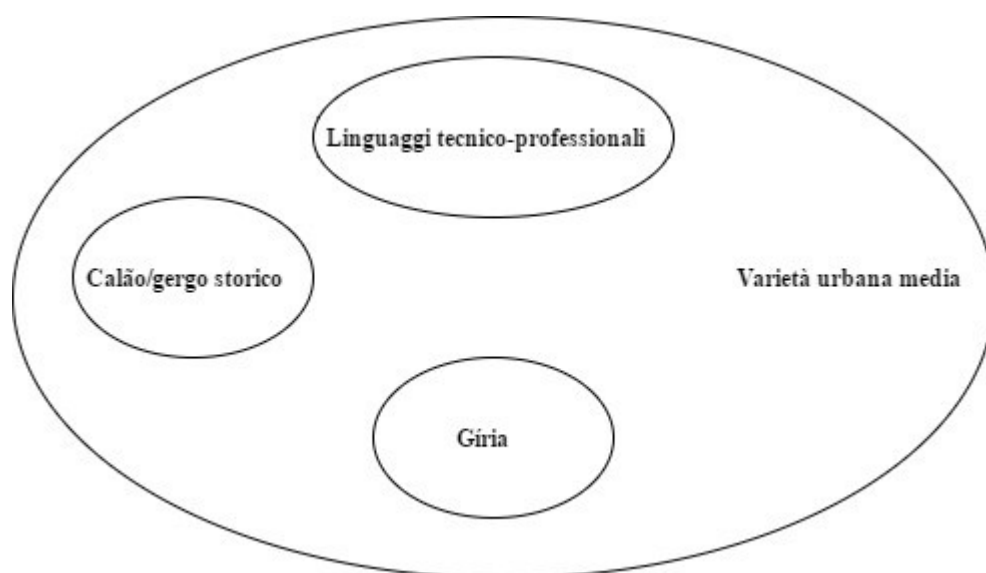 Linguaggi tecnico-professionali
Calão/gergo storico
Varietà urbana media
Gíria